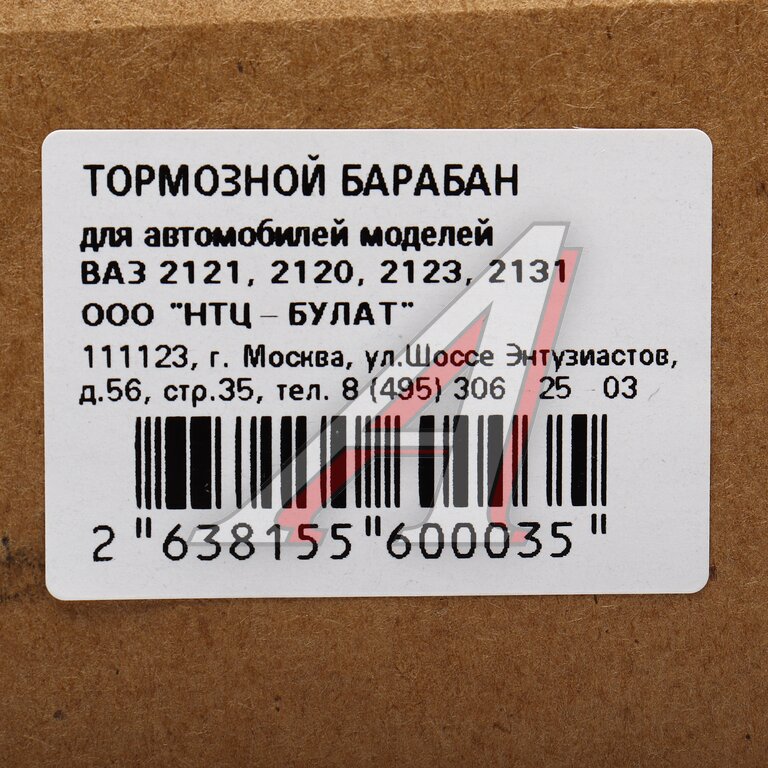 ТОРМОЗНОЙ БАРАБАН
для автомобилей моделей
ВАЗ 2121, 2120, 2123, 2131
ООО "НТЦ – БУЛАТ"
111123, г. Москва, ул.Шоссе Энтузиастов,
д.56, стр.35, тел. 8 (495) 306 25 03
2 "638155"600035"